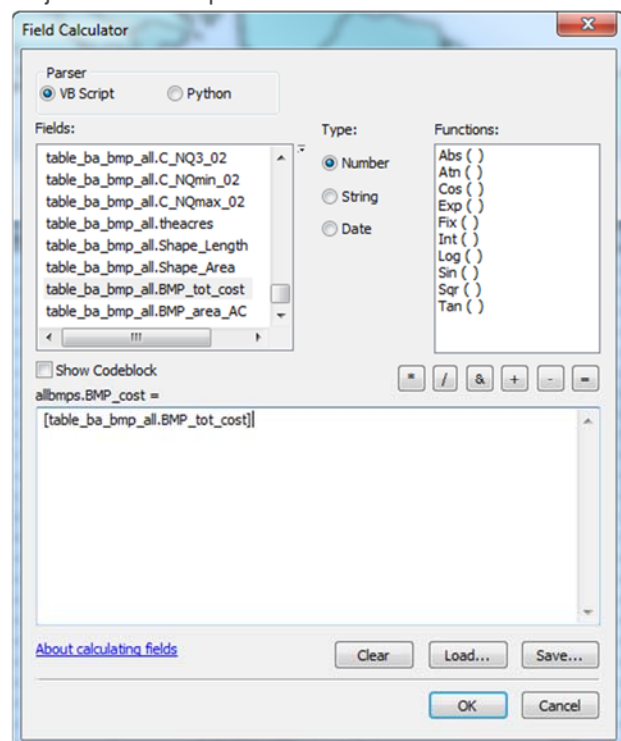 Field Calculator
Parser
VB Script Python
Fields: Type: Functions:
table_ba_bmp_all.C_NQ3_02
table_ba_bmp_all.C_NQmin_02
table_ba_bmp_all.C_NQmax_02
table_ba_bmp_all.theacres
table_ba_bmp_all.Shape_Length
table_ba_bmp_all.Shape_Area
table_ba_bmp_all.BMP_tot_cost
table_ba_bmp_all.BMP_area_AC
Number
String
Date
Abs ( )
Atn ( )
Cos ( )
Exp ( )
Fix ( )
Int ( )
Log ( )
Sin ( )
Sqr ( )
Tan ( )
Show Codeblock
* / & + - =
allbmps.BMP_cost =
[table_ba_bmp_all.BMP_tot_cost]
About calculating fields
Clear Load... Save...
OK Cancel